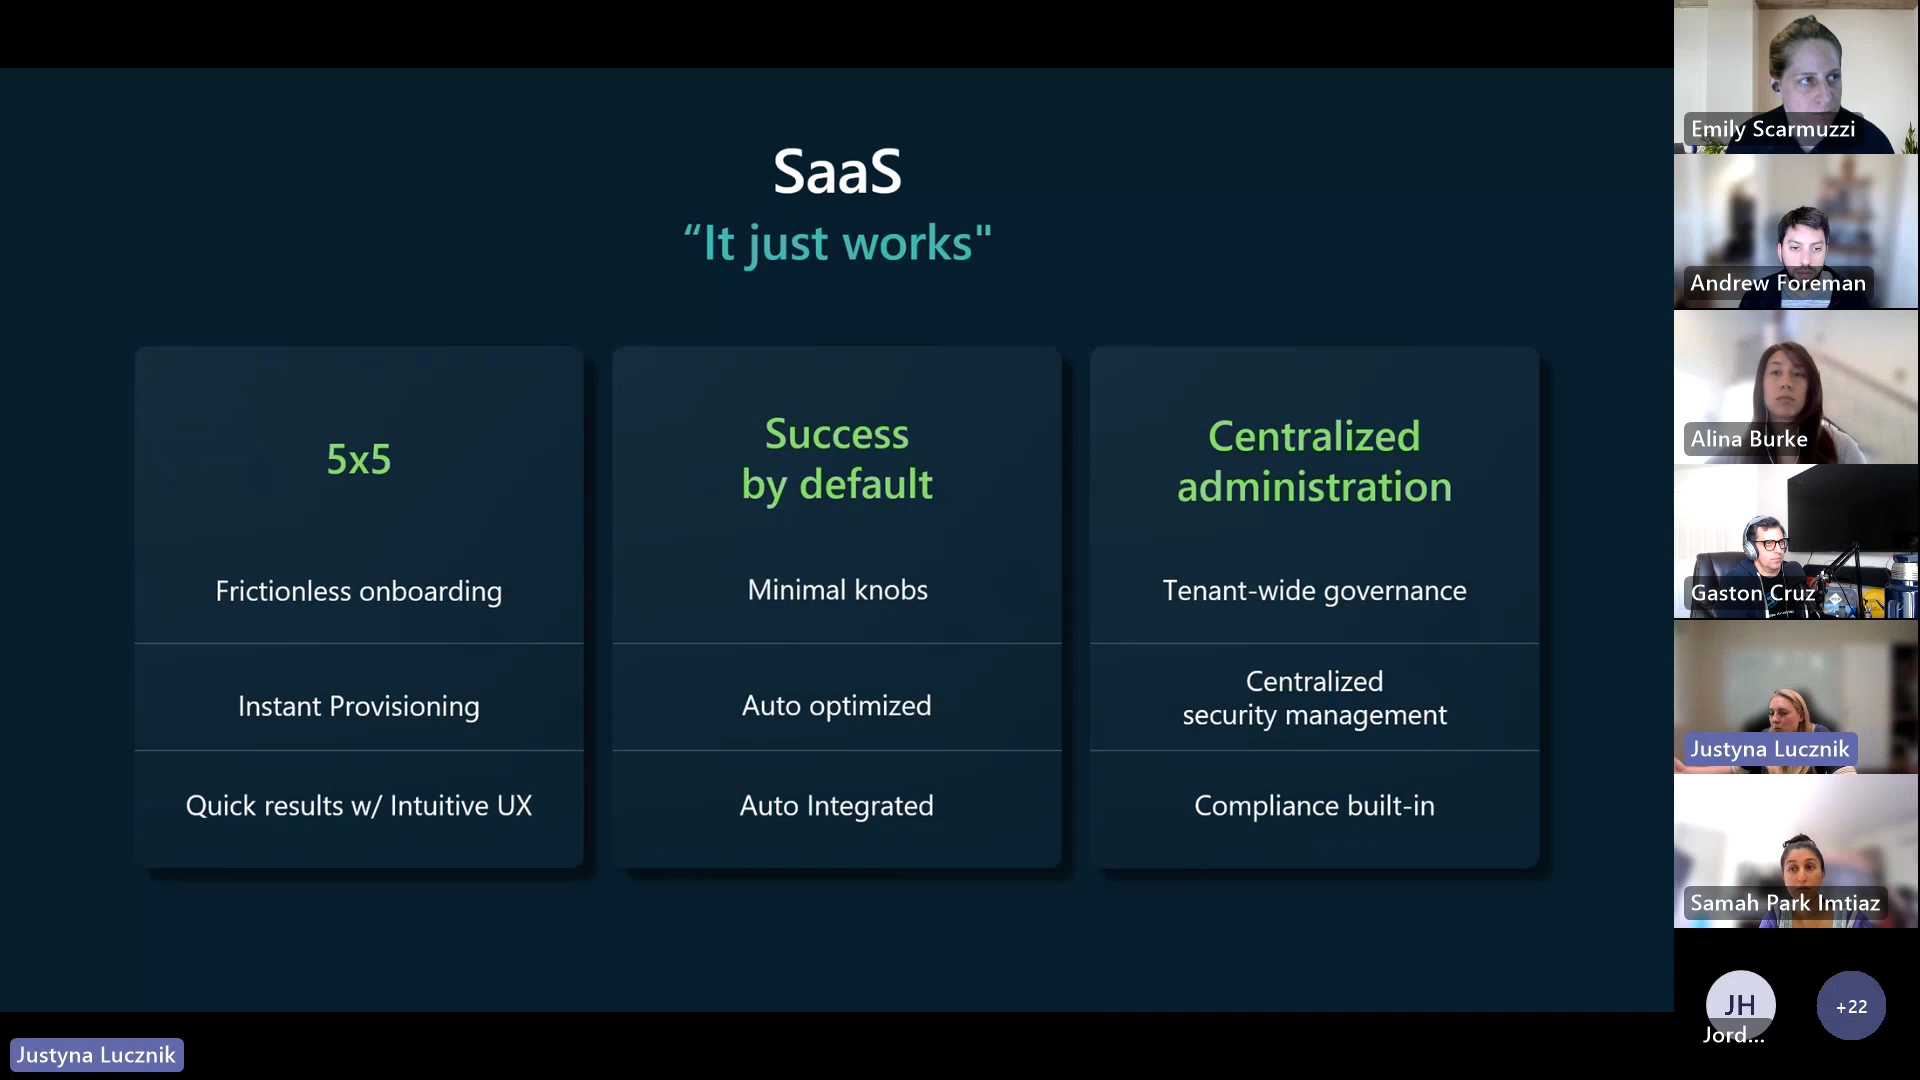 SaaS
“It just works"
5x5
Frictionless onboarding
Instant Provisioning
Quick results w/ Intuitive UX
Success
by default
Minimal knobs
Auto optimized
Auto Integrated
Centralized
administration
Tenant-wide governance
Centralized
security management
Compliance built-in
Emily Scarmuzzi
Andrew Foreman
Alina Burke
Gaston Cruz
Justyna Lucznik
Samah Park Imtiaz
JH
Jord...
+22
Justyna Lucznik